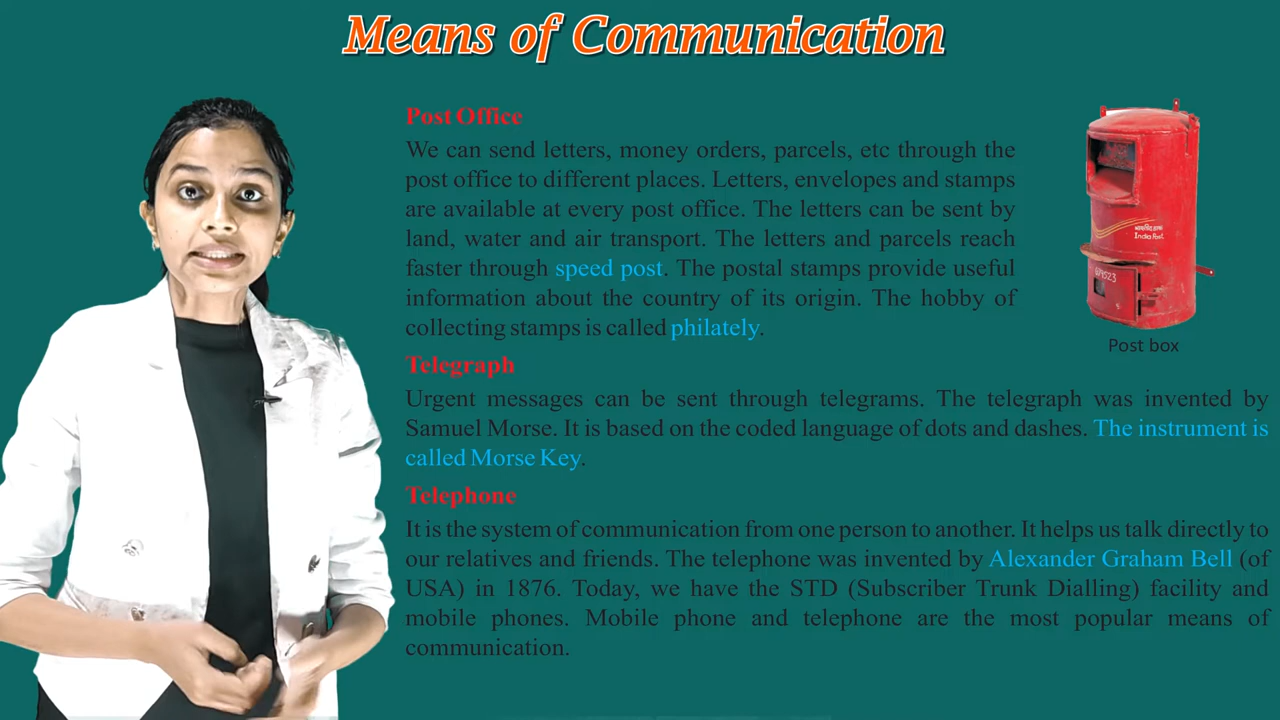 Means of Communication
Post Office
We can send letters, money orders, parcels, etc through the
post office to different places. Letters, envelopes and stamps
are available at every post office. The letters can be sent by
land, water and air transport. The letters and parcels reach
faster through speed post. The postal stamps provide useful
information about the country of its origin. The hobby of
collecting stamps is called philately.
India Post
Post box
Telegraph
Urgent messages can be sent through telegrams. The telegraph was invented by
Samuel Morse. It is based on the coded language of dots and dashes. The instrument is
called Morse Key.
Telephone
It is the system of communication from one person to another. It helps us talk directly to
our relatives and friends. The telephone was invented by Alexander Graham Bell (of
USA) in 1876. Today, we have the STD (Subscriber Trunk Dialling) facility and
mobile phones. Mobile phone and telephone are the most popular means of
communication.